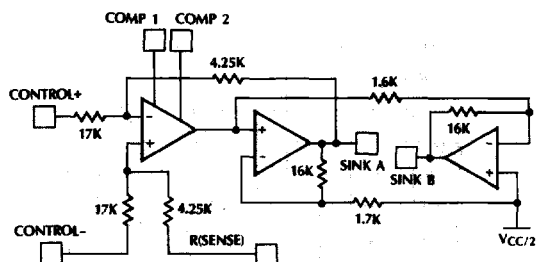 COMP 1
COMP 2
4.25K
CONTROL+
17K
-
+
1.6K
+
-
16K
SINK A
16K
SINK B
-
+
17K
4.25K
1.7K
CONTROL-
R(SENSE)
VCC/2